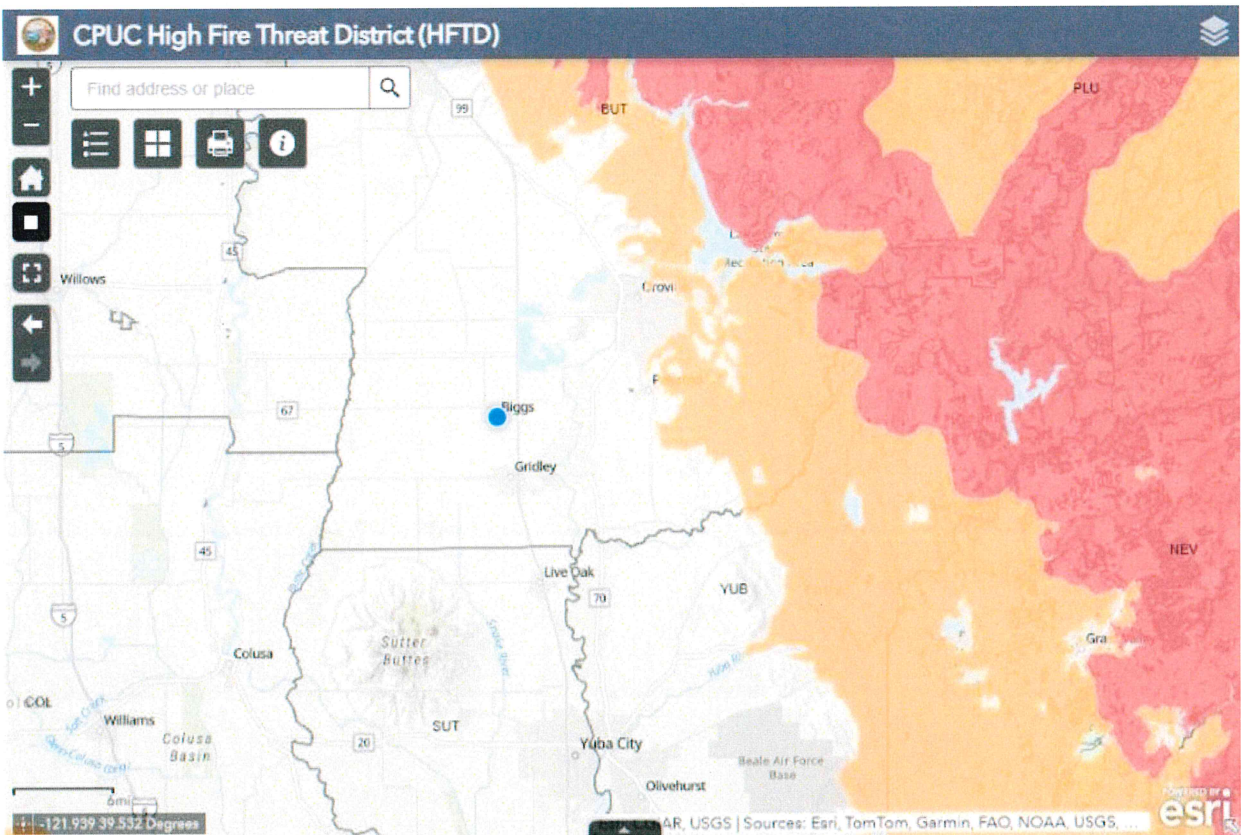 CPUC High Fire Threat District (HFTD)
+
Find address or place
−
99
BUT
PLU
i
45
Willows
67
Biggs
5
Gridley
45
Live Oak
70
YUB
NEV
5
Sutter
Buttes
Colusa
COL
Williams
Colusa
Basin
SUT
20
Yuba City
Beale Air Force
Base
Olivehurst
6mi
-121.939 39.532 Degrees
AR, USGS | Sources: Esri, TomTom, Garmin, FAO, NOAA, USGS, ...
POWERED BY
esri